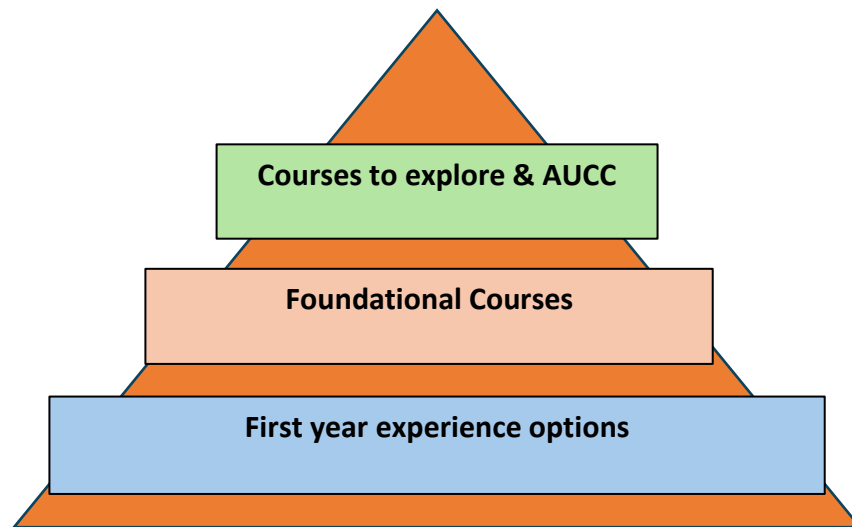 Courses to explore & AUCC
Foundational Courses
First year experience options